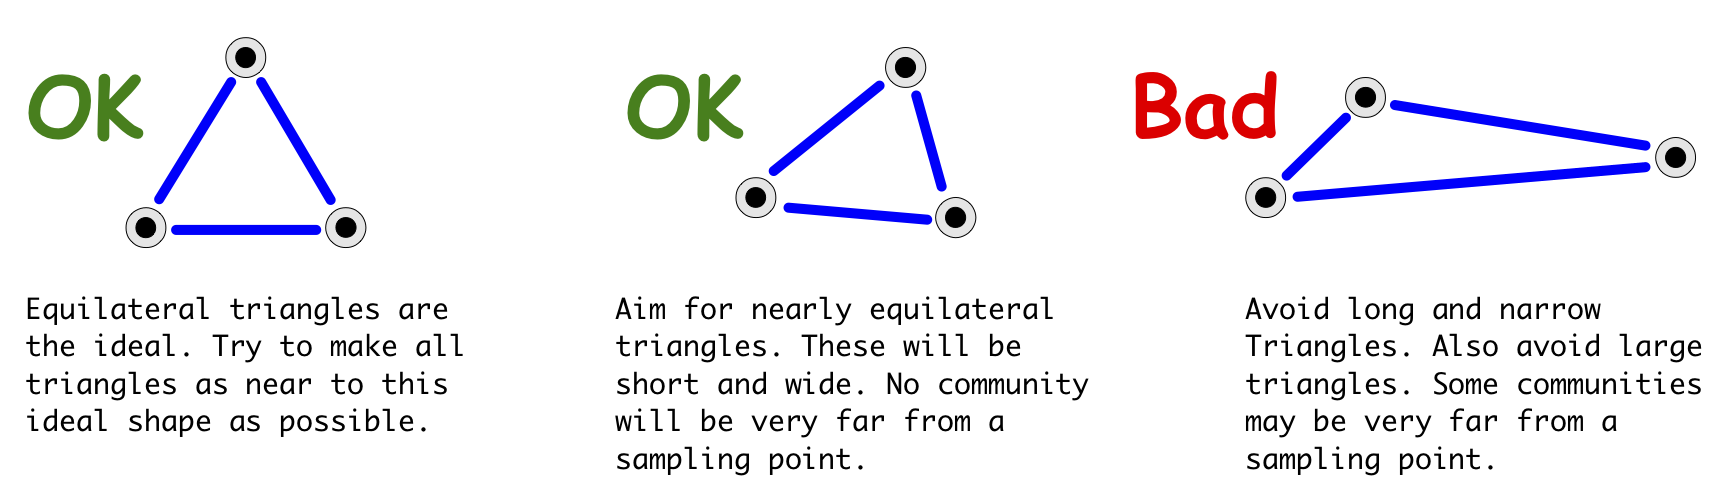 OK
Equilateral triangles are
the ideal. Try to make all
triangles as near to this
ideal shape as possible.
OK
Aim for nearly equilateral
triangles. These will be
short and wide. No community
will be very far from a
sampling point.
Bad
Avoid long and narrow
Triangles. Also avoid large
triangles. Some communities
may be very far from a
sampling point.